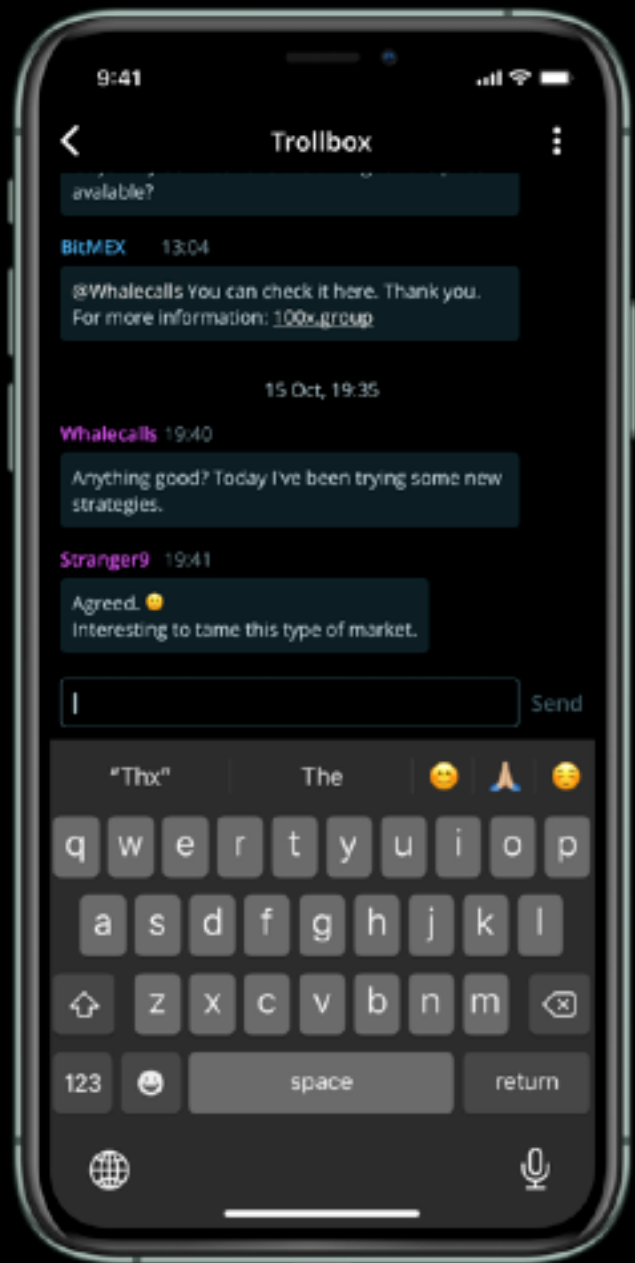 9:41
Trollbox
avalable?
BitMEX 13:04
@Whalecalls You can check it here. Thank you.
For more information: 100x.group
15 Oct, 19:35
Whalecalls 19:40
Anything good? Today I've been trying some new
strategies.
Stranger9 19:41
Agreed. 🙂
Interesting to tame this type of market.
Send
"Thx" The 😊 🙏🏼 😌
q w e r t y u i o p
a s d f g h j k l
z x c v b n m
123 space return